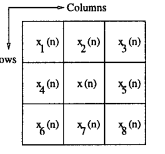 Columns
ows
x₁(n) x₂(n) x₃(n)
x₄(n) x(n) x₅(n)
x₆(n) x₇(n) x₈(n)